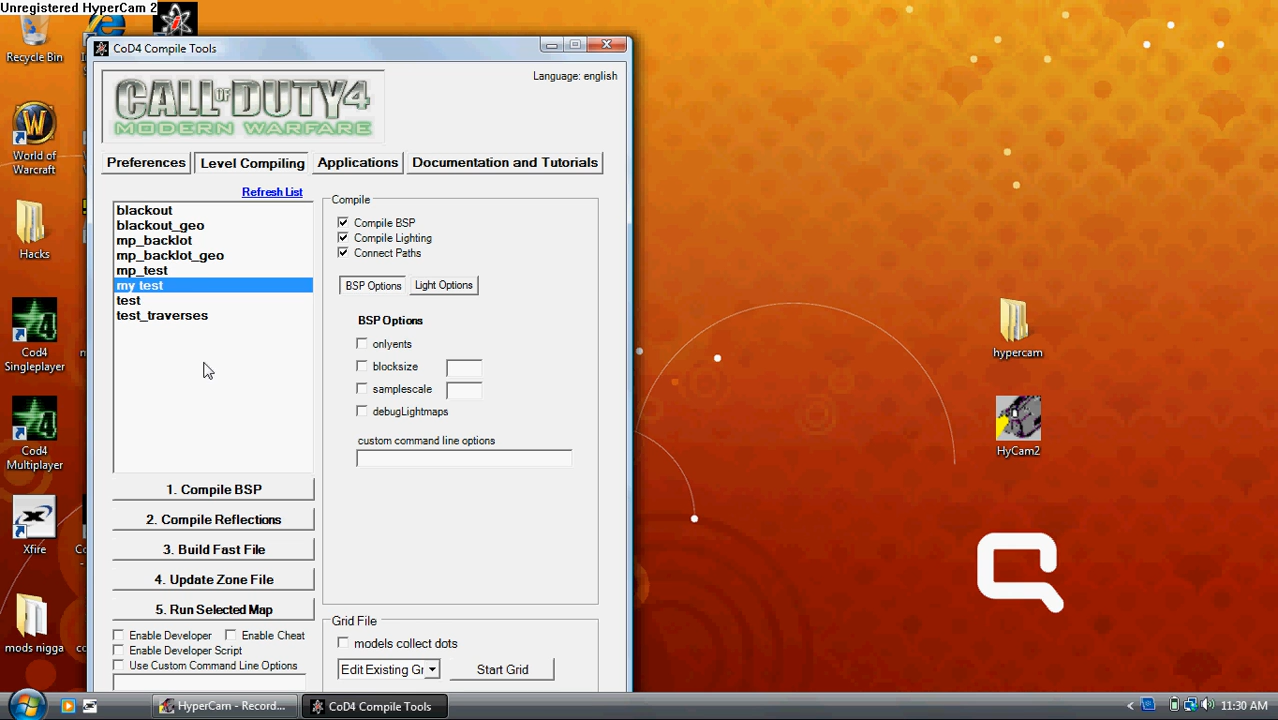 Unregistered HyperCam 2
Recycle Bin
World of
Warcraft
Hacks
Cod4
Singleplayer
Cod4
Multiplayer
Xfire
mods nigga
CoD4 Compile Tools
Language: english
CALL OF DUTY 4
MODERN WARFARE
Preferences
Level Compiling
Applications
Documentation and Tutorials
Refresh List
blackout
blackout_geo
mp_backlot
mp_backlot_geo
mp_test
my test
test
test_traverses
1. Compile BSP
2. Compile Reflections
3. Build Fast File
4. Update Zone File
5. Run Selected Map
Enable Developer
Enable Cheat
Enable Developer Script
Use Custom Command Line Options
Compile
Compile BSP
Compile Lighting
Connect Paths
BSP Options
Light Options
BSP Options
onlyents
blocksize
samplescale
debugLightmaps
custom command line options
Grid File
models collect dots
Edit Existing Gr
Start Grid
hypercam
HyCam2
HyperCam - Record...
CoD4 Compile Tools
11:30 AM